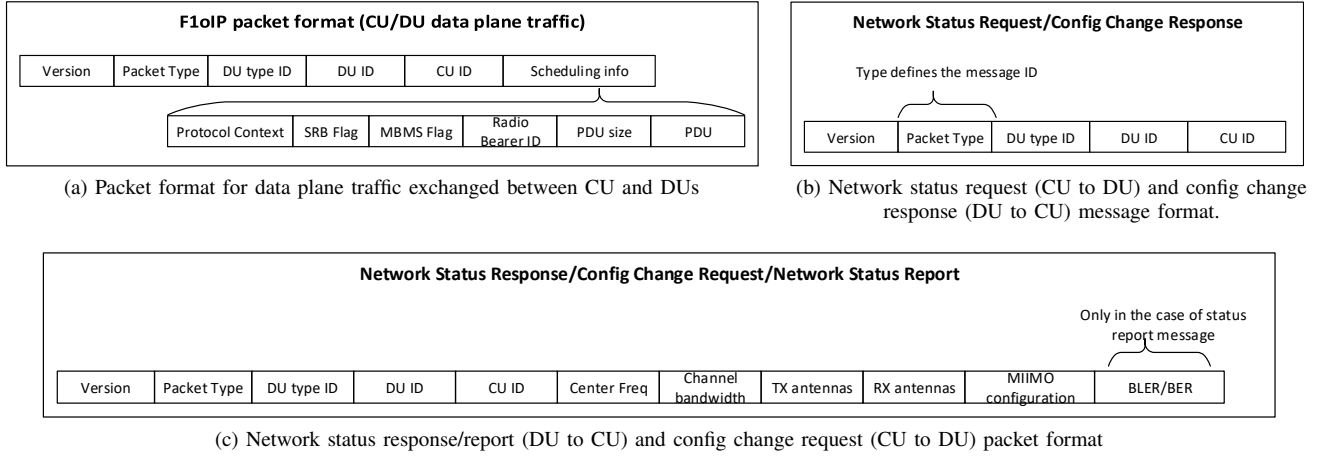 F1oIP packet format (CU/DU data plane traffic)
Version Packet Type DU type ID DU ID CU ID Scheduling info
Protocol Context SRB Flag MBMS Flag Radio Bearer ID PDU size PDU
(a) Packet format for data plane traffic exchanged between CU and DUs
Network Status Request/Config Change Response
Type defines the message ID
Version Packet Type DU type ID DU ID CU ID
(b) Network status request (CU to DU) and config change
response (DU to CU) message format.
Network Status Response/Config Change Request/Network Status Report
Only in the case of status
report message
Version Packet Type DU type ID DU ID CU ID Center Freq Channel bandwidth TX antennas RX antennas MIIMO configuration BLER/BER
(c) Network status response/report (DU to CU) and config change request (CU to DU) packet format